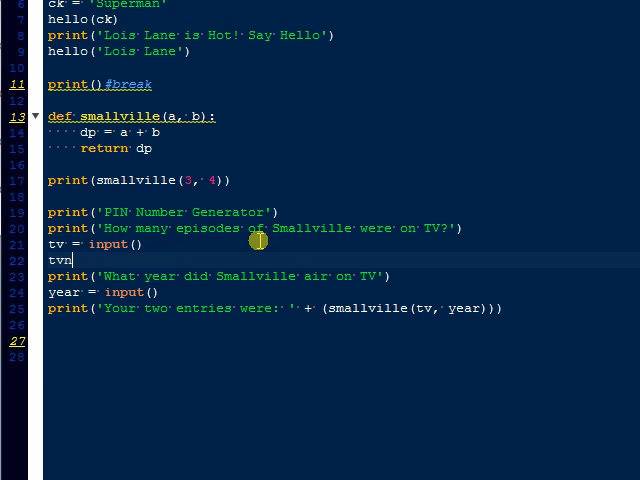 6 ck = 'Superman'
7 hello(ck)
8 print('Lois Lane is Hot! Say Hello')
9 hello('Lois Lane')
10
11 print()#break
12
13 def smallville(a, b):
14 dp = a + b
15 return dp
16
17 print(smallville(3, 4))
18
19 print('PIN Number Generator')
20 print('How many episodes of Smallville were on TV?')
21 tv = input()
22 tvn
23 print('What year did Smallville air on TV')
24 year = input()
25 print('Your two entries were: ' + (smallville(tv, year)))
26
27
28